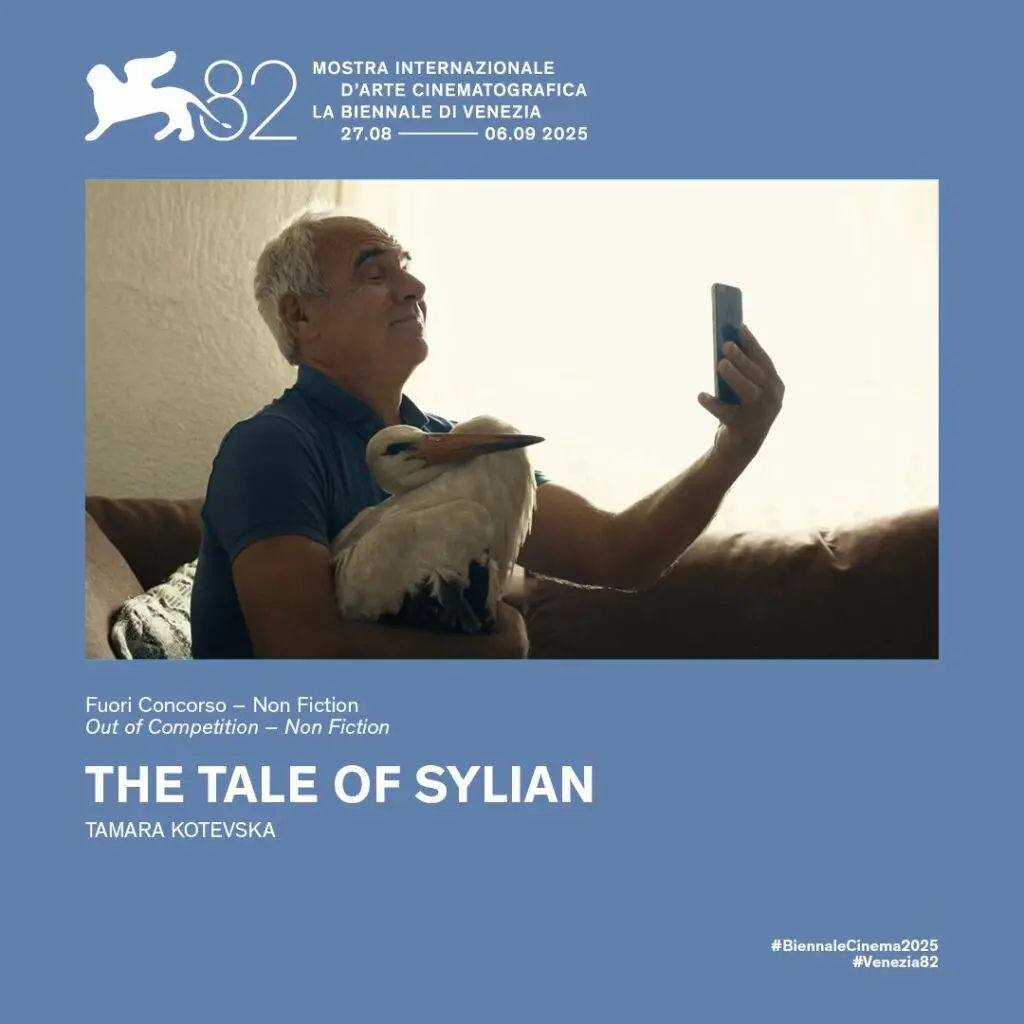 82
MOSTRA INTERNAZIONALE
D'ARTE CINEMATOGRAFICA
LA BIENNALE DI VENEZIA
27.08 — 06.09 2025
Fuori Concorso – Non Fiction
Out of Competition – Non Fiction
THE TALE OF SYLIAN
TAMARA KOTEVSKA
#BiennaleCinema2025
#Venezia82